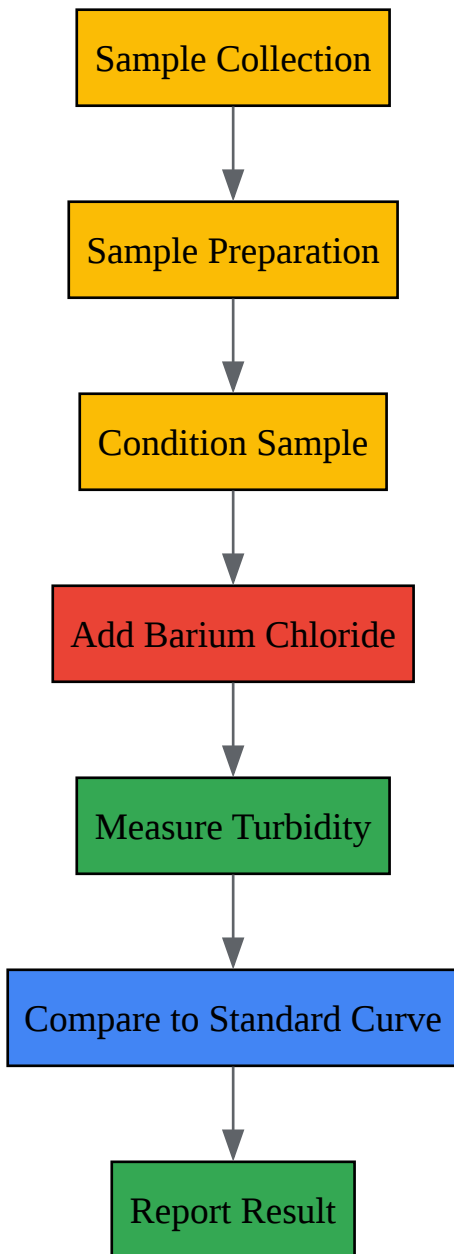 Sample Collection
Sample Preparation
Condition Sample
Add Barium Chloride
Measure Turbidity
Compare to Standard Curve
Report Result